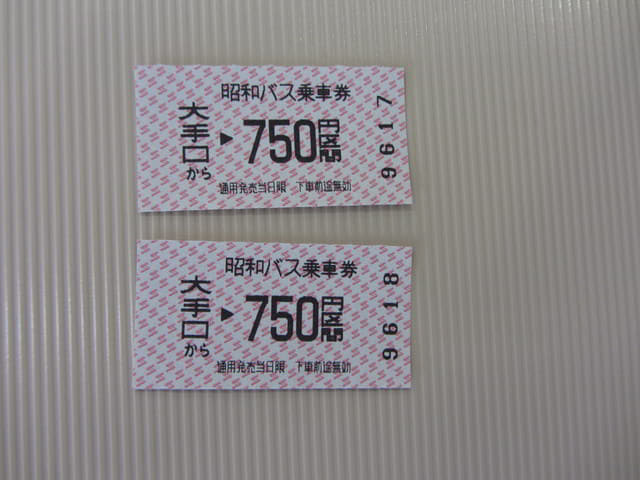 昭和バス乗車券
大手口から ▶ 750円区間
通用発売当日限 下車前途無効
9617
昭和バス乗車券
大手口から ▶ 750円区間
通用発売当日限 下車前途無効
9618